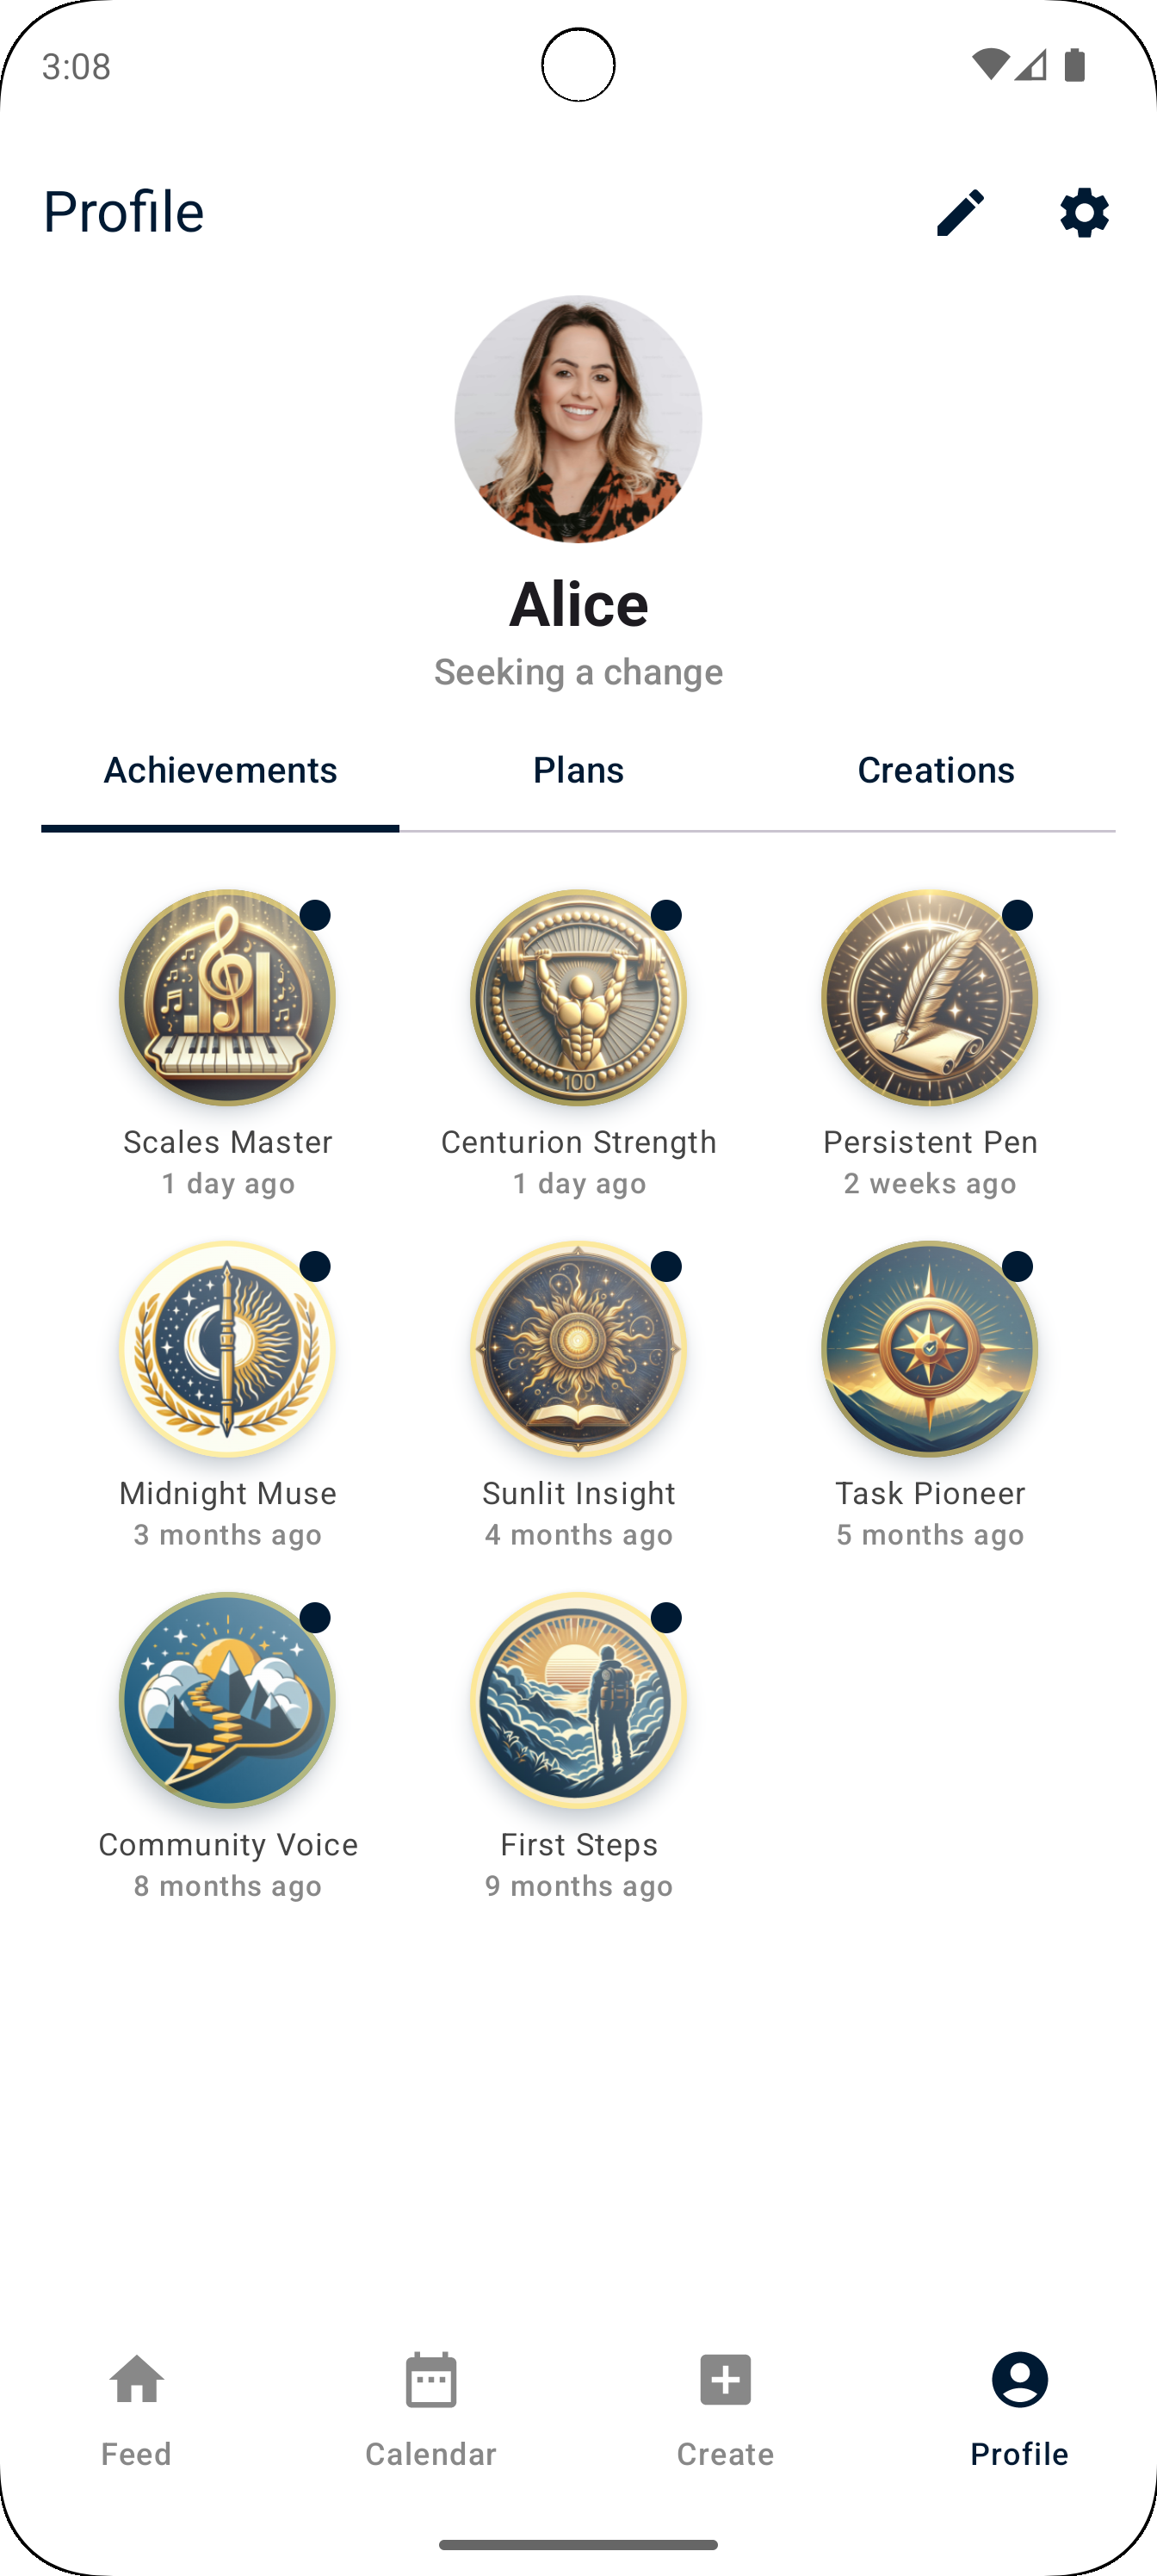 3:08
Profile
Alice
Seeking a change
Achievements Plans Creations
100
Scales Master Centurion Strength Persistent Pen
1 day ago 1 day ago 2 weeks ago
Midnight Muse Sunlit Insight Task Pioneer
3 months ago 4 months ago 5 months ago
Community Voice First Steps
8 months ago 9 months ago
Feed Calendar Create Profile